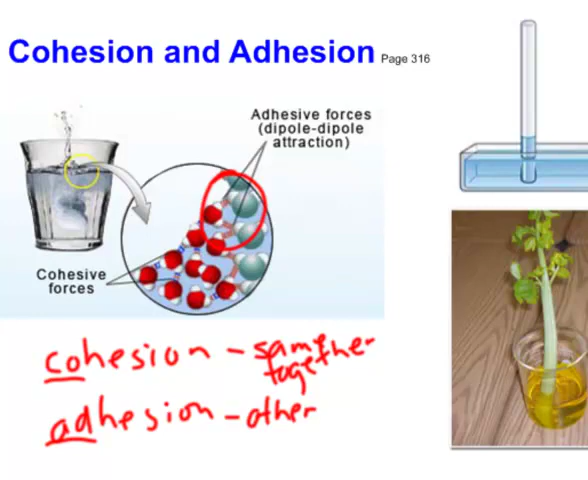 Cohesion and Adhesion Page 316
Adhesive forces
(dipole-dipole
attraction)
Cohesive
forces
cohesion - same
together
adhesion - other